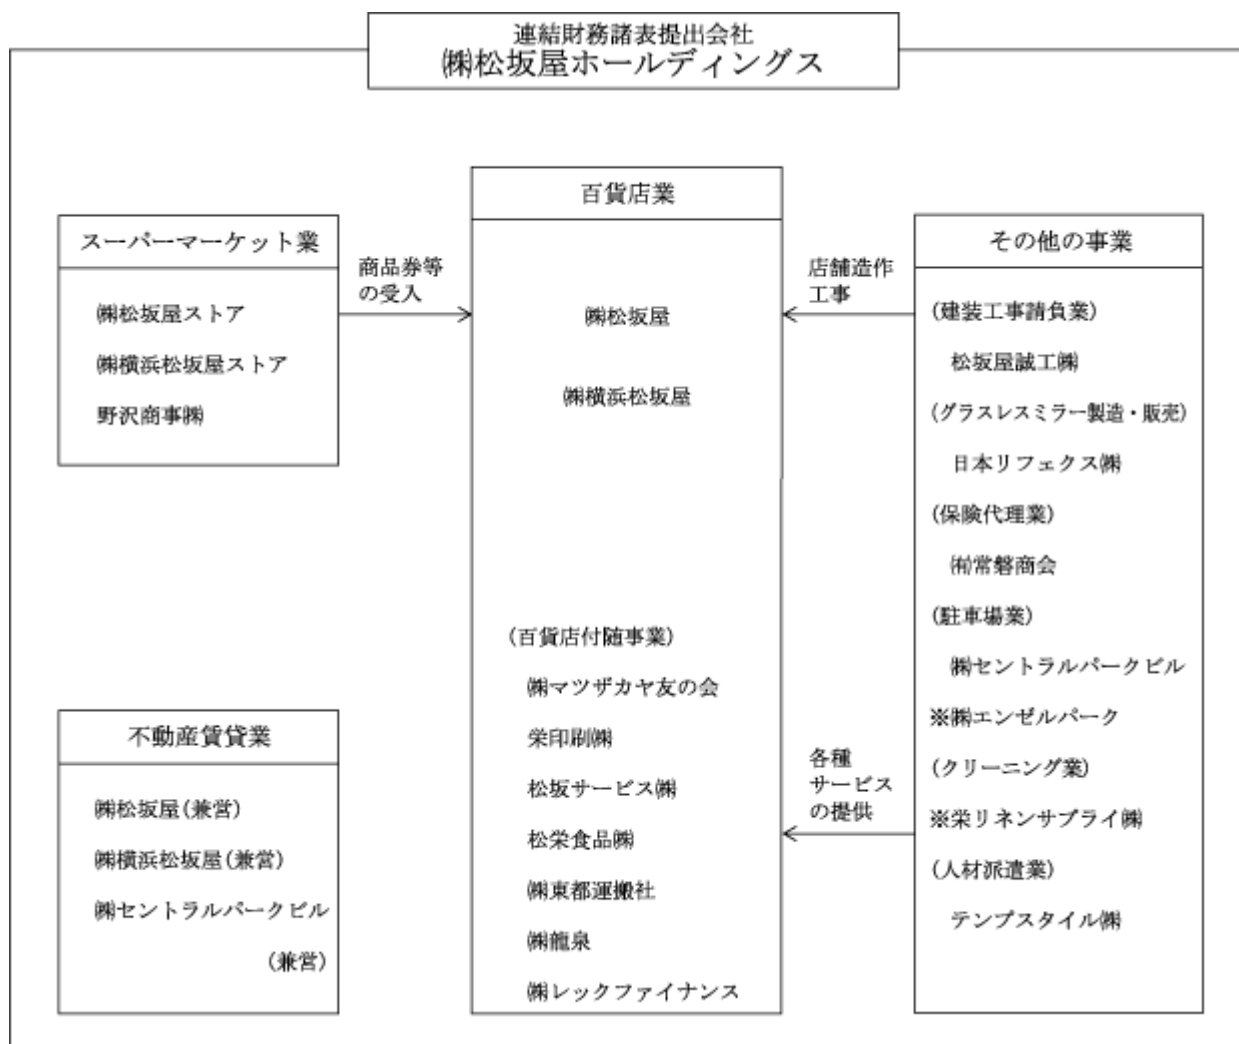 連結財務諸表提出会社
㈱松坂屋ホールディングス
スーパーマーケット業
㈱松坂屋ストア
㈱横浜松坂屋ストア
野沢商事㈱
商品券等
の受入
百貨店業
㈱松坂屋
㈱横浜松坂屋
(百貨店付随事業)
㈱マツザカヤ友の会
栄印刷㈱
松坂サービス㈱
松栄食品㈱
㈱東都運搬社
㈱龍泉
㈱レックファイナンス
店舗造作
工事
各種
サービス
の提供
その他の事業
(建装工事請負業)
松坂屋誠工㈱
(グラスレスミラー製造・販売)
日本リフェクス㈱
(保険代理業)
㈲常磐商会
(駐車場業)
㈱セントラルパークビル
※㈱エンゼルパーク
(クリーニング業)
※栄リネンサプライ㈱
(人材派遣業)
テンプスタイル㈱
不動産賃貸業
㈱松坂屋(兼営)
㈱横浜松坂屋(兼営)
㈱セントラルパークビル
(兼営)